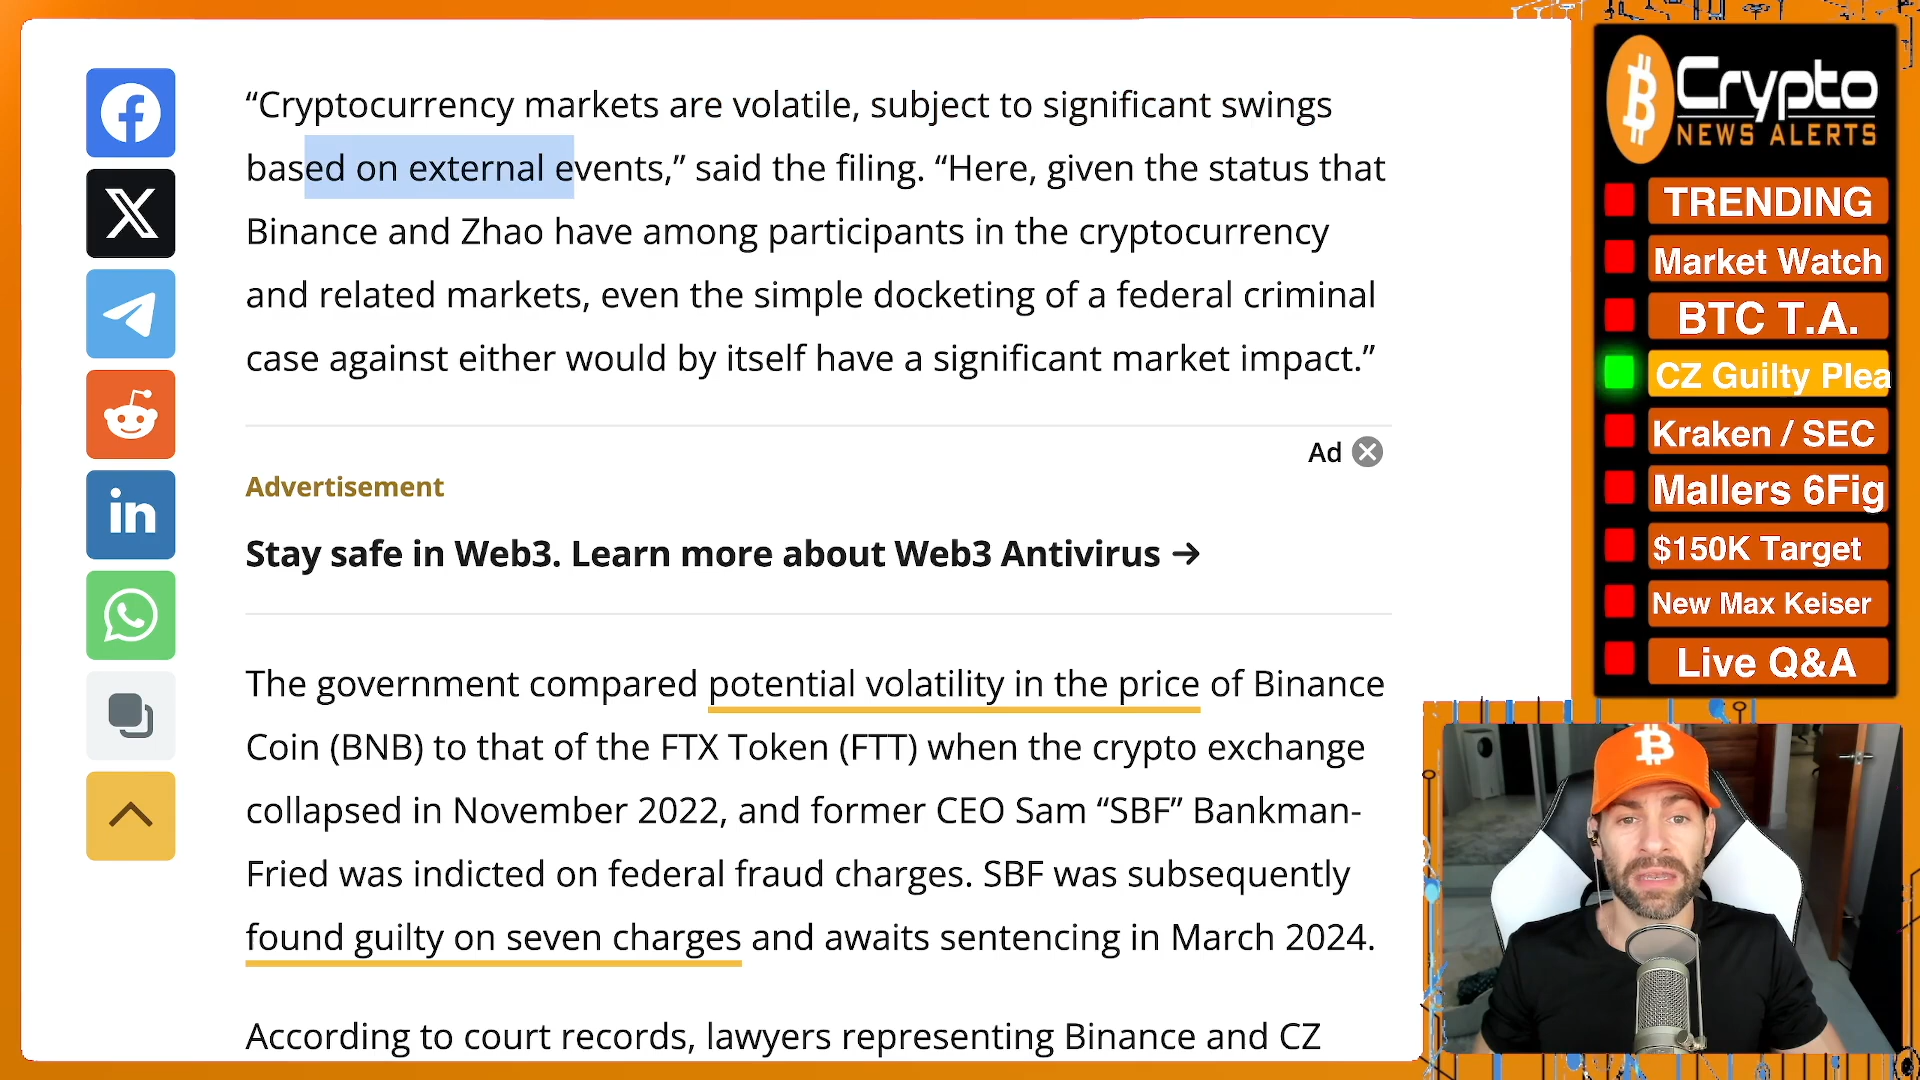 “Cryptocurrency markets are volatile, subject to significant swings
based on external events,” said the filing. “Here, given the status that
Binance and Zhao have among participants in the cryptocurrency
and related markets, even the simple docketing of a federal criminal
case against either would by itself have a significant market impact.”
Ad
Advertisement
Stay safe in Web3. Learn more about Web3 Antivirus →
The government compared potential volatility in the price of Binance
Coin (BNB) to that of the FTX Token (FTT) when the crypto exchange
collapsed in November 2022, and former CEO Sam “SBF” Bankman-
Fried was indicted on federal fraud charges. SBF was subsequently
found guilty on seven charges and awaits sentencing in March 2024.
According to court records, lawyers representing Binance and CZ
Crypto
NEWS ALERTS
TRENDING
Market Watch
BTC T.A.
CZ Guilty Plea
Kraken / SEC
Mallers 6Fig
$150K Target
New Max Keiser
Live Q&A